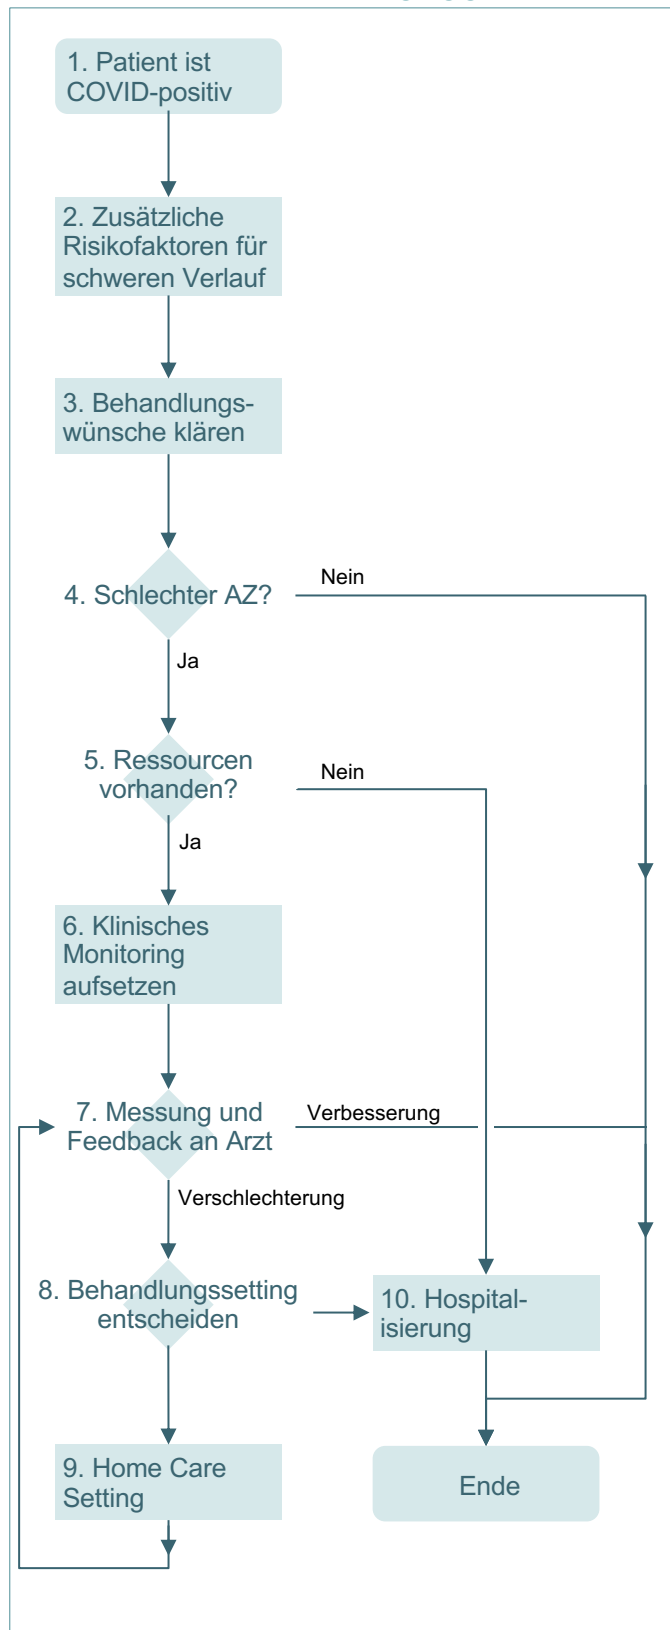 1. Patient ist
COVID-positiv
2. Zusätzliche
Risikofaktoren für
schweren Verlauf
3. Behandlungs-
wünsche klären
4. Schlechter AZ?
Nein
Ja
5. Ressourcen
vorhanden?
Nein
Ja
6. Klinisches
Monitoring
aufsetzen
7. Messung und
Feedback an Arzt
Verbesserung
Verschlechterung
8. Behandlungssetting
entscheiden
10. Hospital-
isierung
9. Home Care
Setting
Ende